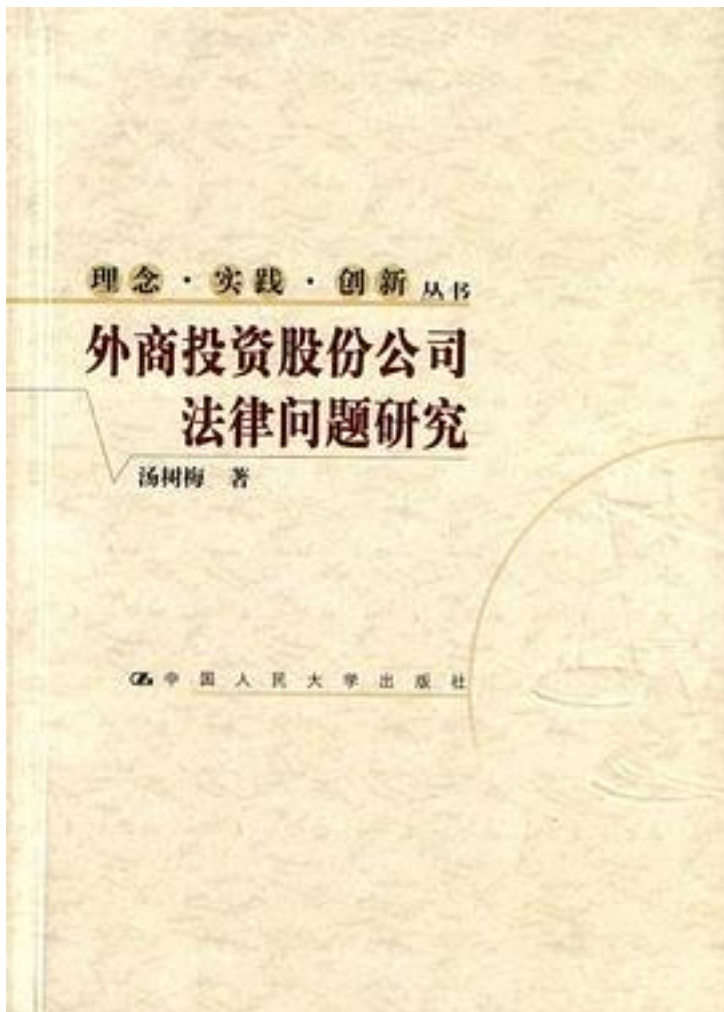 理念·实践·创新丛书
外商投资股份公司
法律问题研究
汤树梅 著
中国人民大学出版社